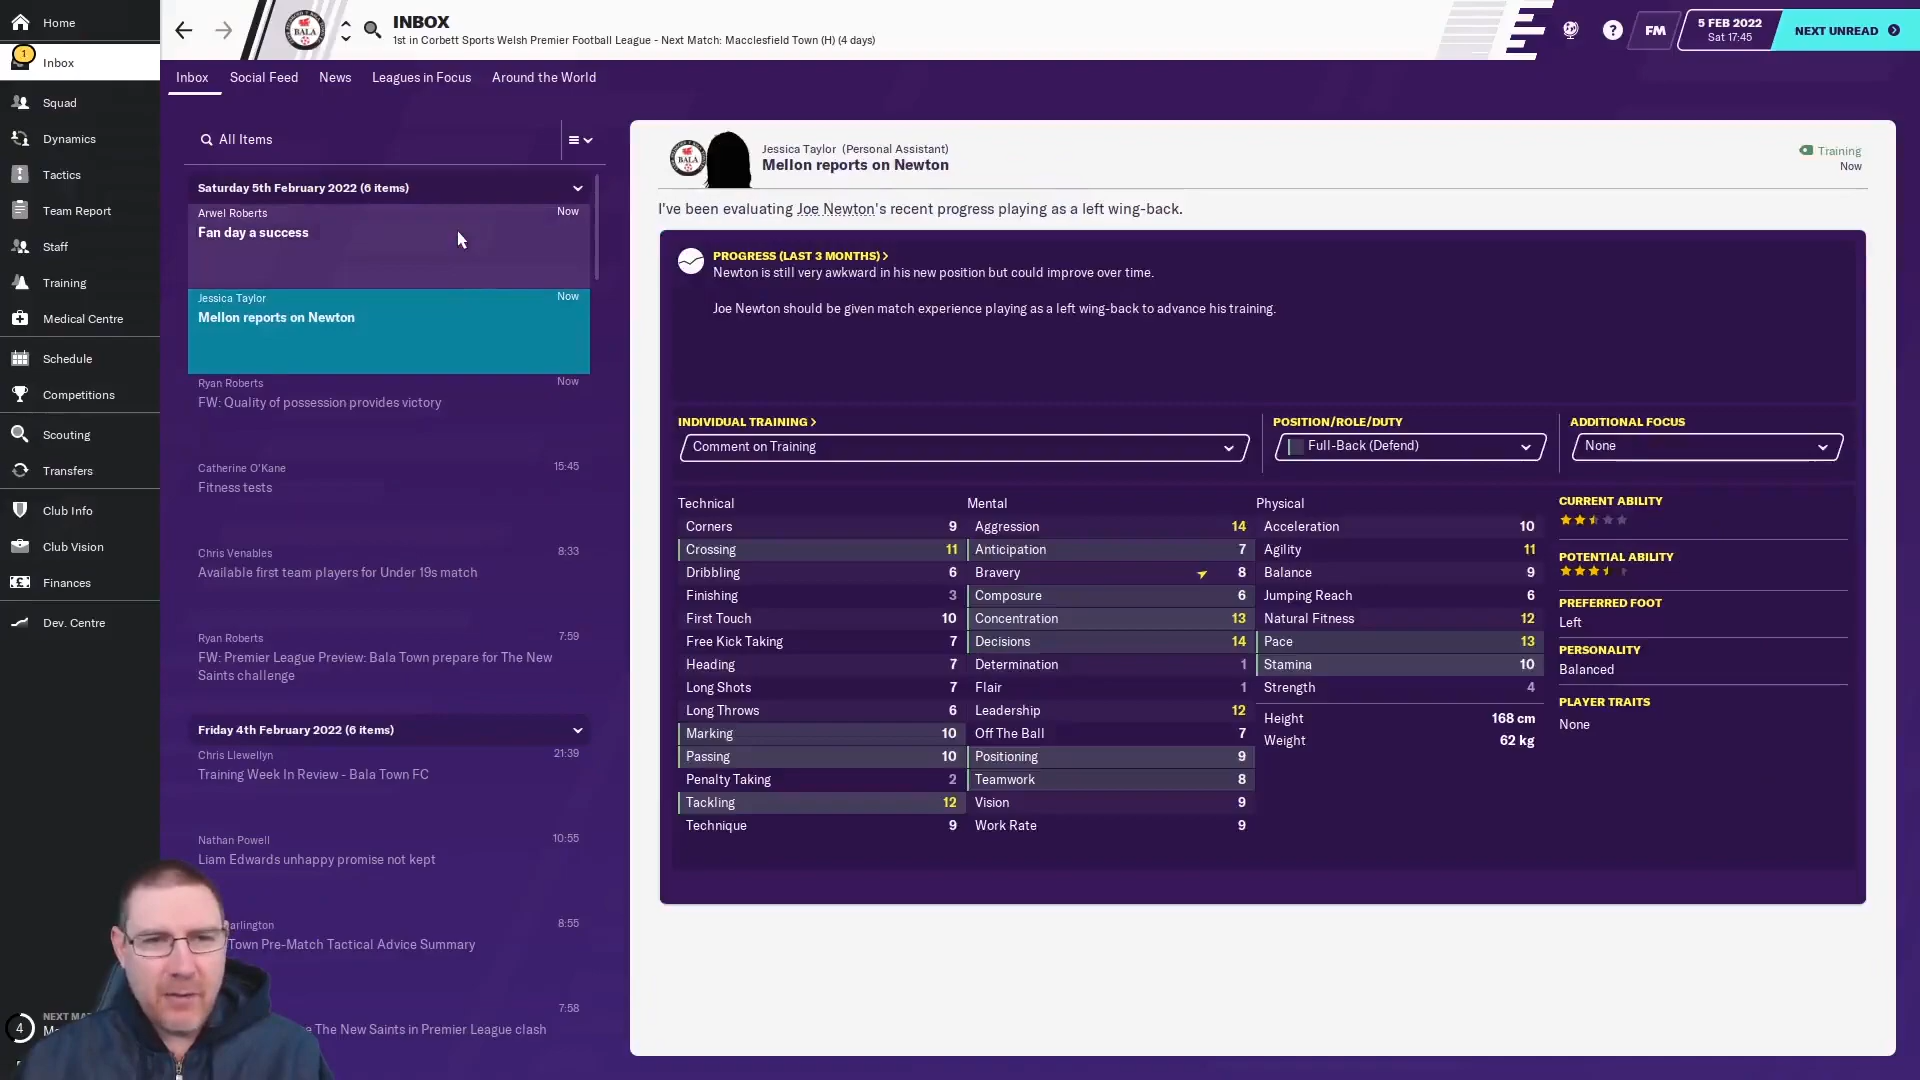 Home
1
Inbox
Squad
Dynamics
Tactics
Team Report
Staff
Training
Medical Centre
Schedule
Competitions
Scouting
Transfers
Club Info
Club Vision
Finances
Dev. Centre
4
NEXT
BALA
INBOX
1st in Corbett Sports Welsh Premier Football League - Next Match: Macclesfield Town (H) (4 days)
?
FM
5 FEB 2022
Sat 17:45
NEXT UNREAD
Inbox
Social Feed
News
Leagues in Focus
Around the World
All Items
Saturday 5th February 2022 (6 items)
Arwel Roberts Now
Fan day a success
Jessica Taylor Now
Mellon reports on Newton
Ryan Roberts Now
FW: Quality of possession provides victory
Catherine O'Kane 15:45
Fitness tests
Chris Venables 8:33
Available first team players for Under 19s match
Ryan Roberts 7:59
FW: Premier League Preview: Bala Town prepare for The New
Saints challenge
Friday 4th February 2022 (6 items)
Chris Llewellyn 21:39
Training Week In Review - Bala Town FC
Nathan Powell 10:55
Liam Edwards unhappy promise not kept
8:55
Town Pre-Match Tactical Advice Summary
7:58
The New Saints in Premier League clash
BALA
Jessica Taylor (Personal Assistant)
Mellon reports on Newton
Training
Now
I've been evaluating Joe Newton's recent progress playing as a left wing-back.
PROGRESS (LAST 3 MONTHS) >
Newton is still very awkward in his new position but could improve over time.
Joe Newton should be given match experience playing as a left wing-back to advance his training.
INDIVIDUAL TRAINING >
Comment on Training
POSITION/ROLE/DUTY
Full-Back (Defend)
ADDITIONAL FOCUS
None
Technical
Corners 9
Crossing 11
Dribbling 6
Finishing 3
First Touch 10
Free Kick Taking 7
Heading 7
Long Shots 7
Long Throws 6
Marking 10
Passing 10
Penalty Taking 2
Tackling 12
Technique 9
Mental
Aggression 14
Anticipation 7
Bravery 8
Composure 6
Concentration 13
Decisions 14
Determination 1
Flair 1
Leadership 12
Off The Ball 7
Positioning 9
Teamwork 8
Vision 9
Work Rate 9
Physical
Acceleration 10
Agility 11
Balance 9
Jumping Reach 6
Natural Fitness 12
Pace 13
Stamina 10
Strength 4
Height 168 cm
Weight 62 kg
CURRENT ABILITY
POTENTIAL ABILITY
PREFERRED FOOT
Left
PERSONALITY
Balanced
PLAYER TRAITS
None